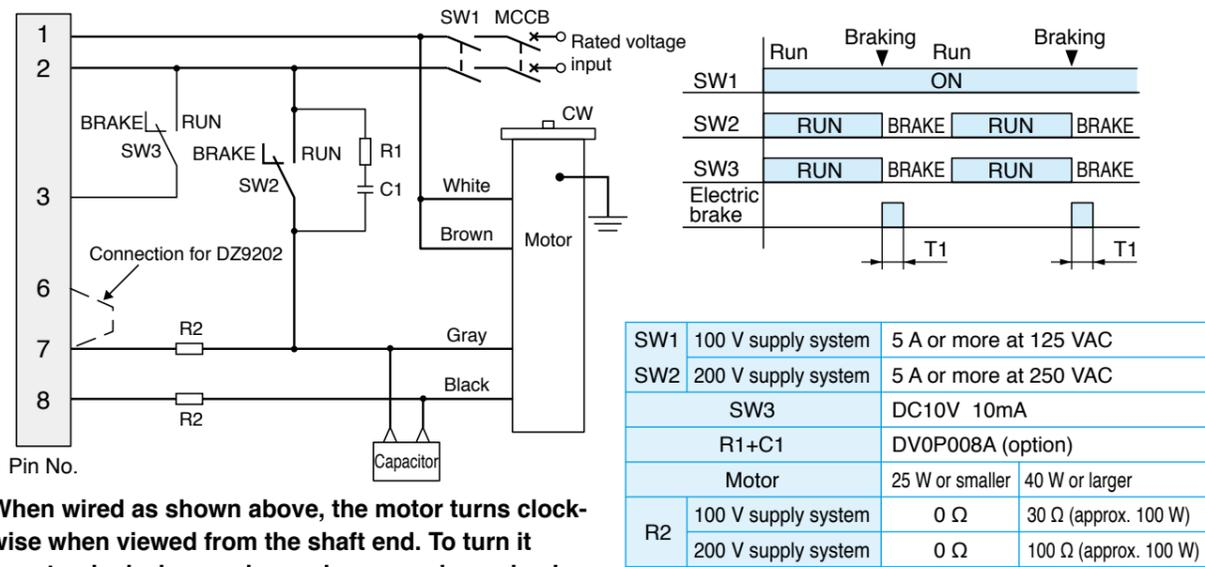 1
2
3
6
7
8
Pin No.
SW1 MCCB
Rated voltage
input
BRAKE
RUN
SW3
BRAKE
RUN
SW2
R1
C1
CW
White
Brown
Motor
Connection for DZ9202
R2
Gray
Black
R2
Capacitor
When wired as shown above, the motor turns clock-
wise when viewed from the shaft end. To turn it
Run Braking Run Braking
SW1 ON
SW2 RUN BRAKE RUN BRAKE
SW3 RUN BRAKE RUN BRAKE
Electric
brake
T1 T1
SW1 100 V supply system 5 A or more at 125 VAC
SW2 200 V supply system 5 A or more at 250 VAC
SW3 DC10V 10mA
R1+C1 DV0P008A (option)
Motor 25 W or smaller 40 W or larger
R2 100 V supply system 0 Ω 30 Ω (approx. 100 W)
200 V supply system 0 Ω 100 Ω (approx. 100 W)